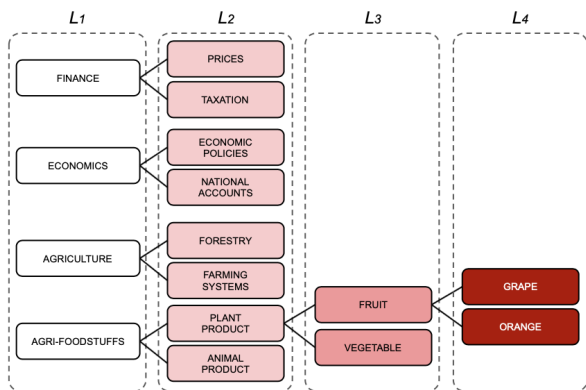 L1
L2
L3
L4
FINANCE
PRICES
TAXATION
ECONOMICS
ECONOMIC
POLICIES
NATIONAL
ACCOUNTS
AGRICULTURE
FORESTRY
FARMING
SYSTEMS
AGRI-FOODSTUFFS
PLANT
PRODUCT
ANIMAL
PRODUCT
FRUIT
VEGETABLE
GRAPE
ORANGE